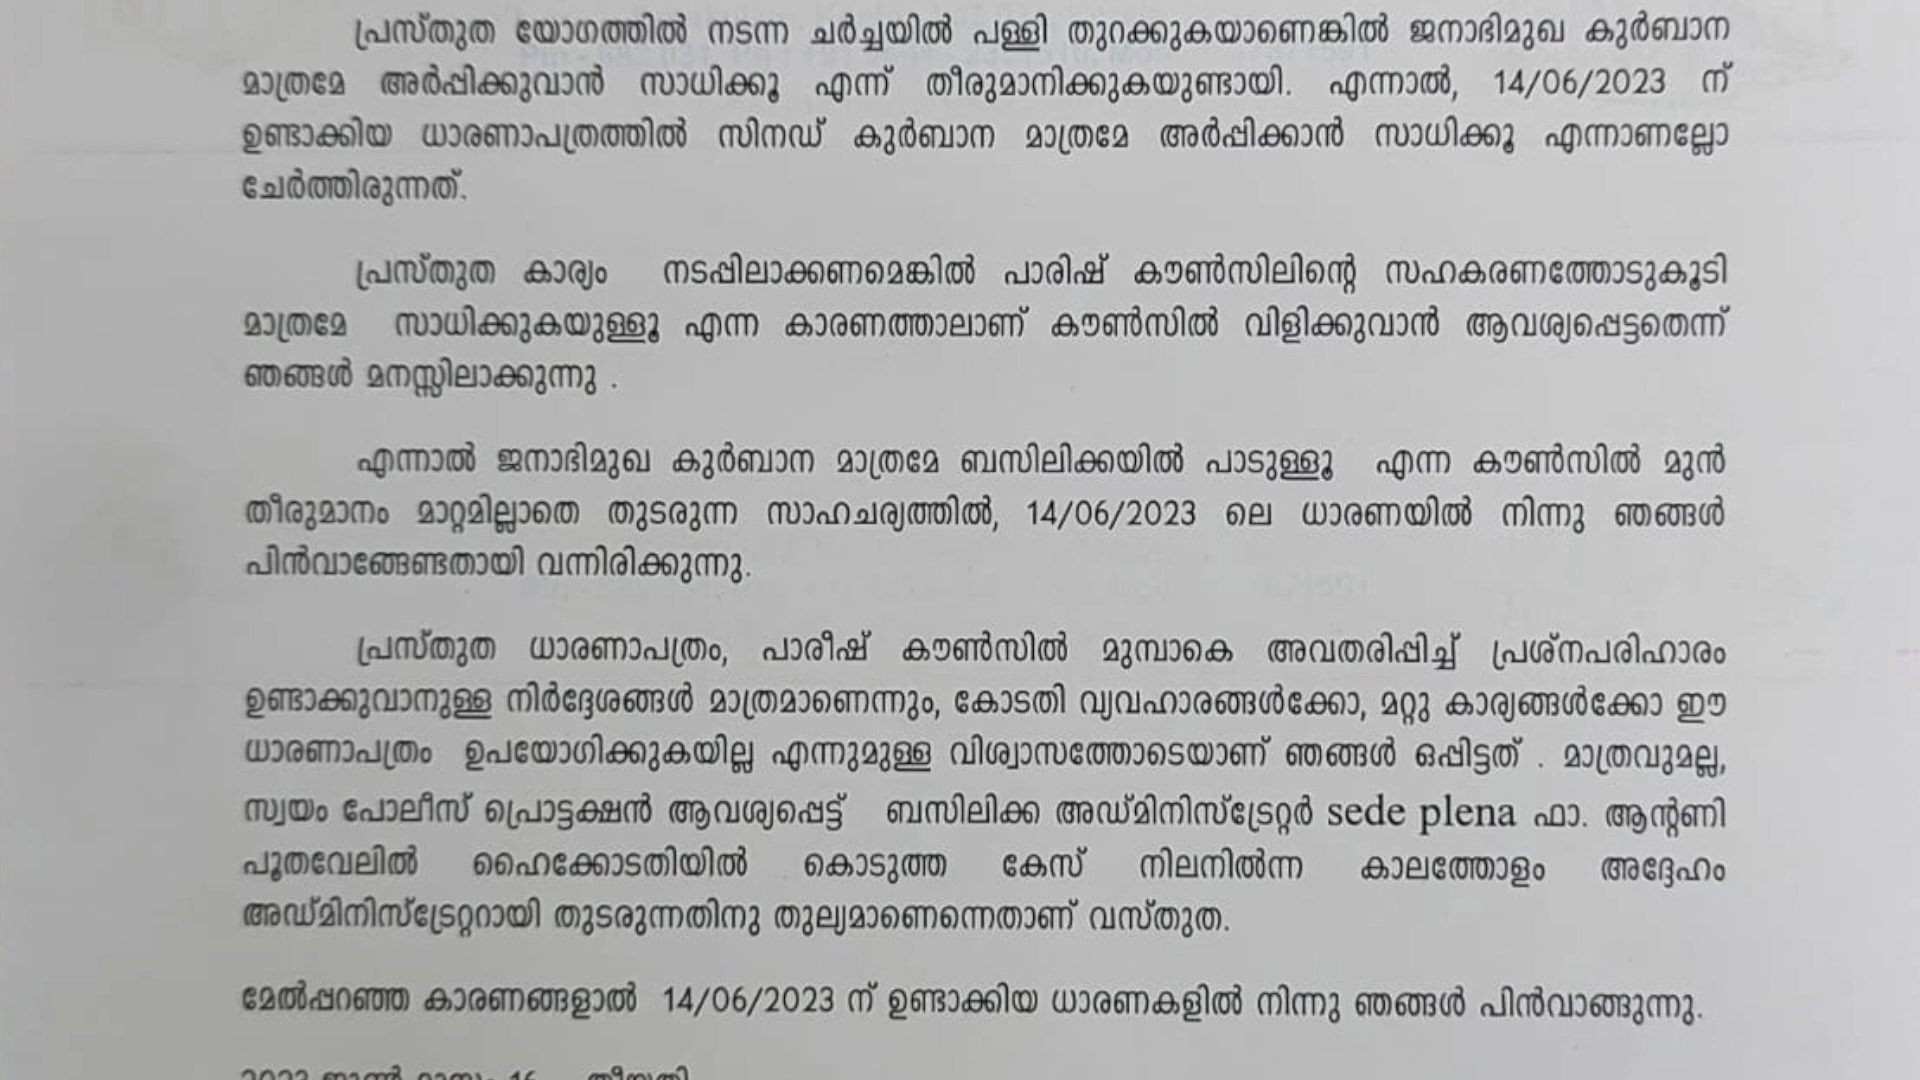 പ്രസ്തുത യോഗത്തിൽ നടന്ന ചർച്ചയിൽ പള്ളി തുറക്കുകയാണെങ്കിൽ ജനാഭിമുഖ കുർബാന
മാത്രമേ അർപ്പിക്കുവാൻ സാധിക്കൂ എന്ന് തീരുമാനിക്കുകയുണ്ടായി. എന്നാൽ, 14/06/2023 ന്
ഉണ്ടാക്കിയ ധാരണാപത്രത്തിൽ സിനഡ് കുർബാന മാത്രമേ അർപ്പിക്കാൻ സാധിക്കൂ എന്നാണല്ലോ
ചേർത്തിരുന്നത്.
പ്രസ്തുത കാര്യം നടപ്പിലാക്കണമെങ്കിൽ പാരിഷ് കൗൺസിലിന്റെ സഹകരണത്തോടുകൂടി
മാത്രമേ സാധിക്കുകയുള്ളൂ എന്ന കാരണത്താലാണ് കൗൺസിൽ വിളിക്കുവാൻ ആവശ്യപ്പെട്ടതെന്ന്
ഞങ്ങൾ മനസ്സിലാക്കുന്നു .
എന്നാൽ ജനാഭിമുഖ കുർബാന മാത്രമേ ബസിലിക്കയിൽ പാടുള്ളൂ എന്ന കൗൺസിൽ മുൻ
തീരുമാനം മാറ്റമില്ലാതെ തുടരുന്ന സാഹചര്യത്തിൽ, 14/06/2023 ലെ ധാരണയിൽ നിന്നു ഞങ്ങൾ
പിൻവാങ്ങേണ്ടതായി വന്നിരിക്കുന്നു.
പ്രസ്തുത ധാരണാപത്രം, പാരീഷ് കൗൺസിൽ മുമ്പാകെ അവതരിപ്പിച്ച് പ്രശ്നപരിഹാരം
ഉണ്ടാക്കുവാനുള്ള നിർദ്ദേശങ്ങൾ മാത്രമാണെന്നും, കോടതി വ്യവഹാരങ്ങൾക്കോ, മറ്റു കാര്യങ്ങൾക്കോ ഈ
ധാരണാപത്രം ഉപയോഗിക്കുകയില്ല എന്നുമുള്ള വിശ്വാസത്തോടെയാണ് ഞങ്ങൾ ഒപ്പിട്ടത് . മാത്രവുമല്ല,
സ്വയം പോലീസ് പ്രൊട്ടക്ഷൻ ആവശ്യപ്പെട്ട് ബസിലിക്ക അഡ്മിനിസ്ട്രേറ്റർ sede plena ഫാ. ആന്റണി
പൂതവേലിൽ ഹൈക്കോടതിയിൽ കൊടുത്ത കേസ് നിലനിൽന്ന കാലത്തോളം അദ്ദേഹം
അഡ്മിനിസ്ട്രേറ്ററായി തുടരുന്നതിനു തുല്യമാണെന്നെതാണ് വസ്തുത.
മേൽപ്പറഞ്ഞ കാരണങ്ങളാൽ 14/06/2023 ന് ഉണ്ടാക്കിയ ധാരണകളിൽ നിന്നു ഞങ്ങൾ പിൻവാങ്ങുന്നു.